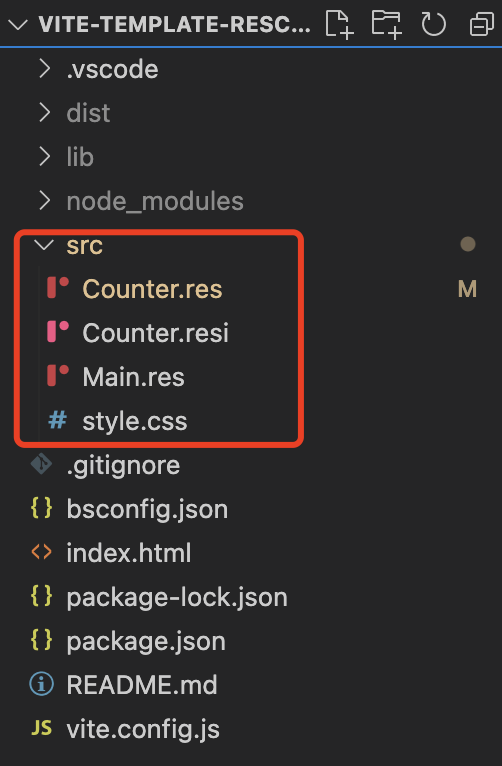 VITE-TEMPLATE-RESC...
.vscode
dist
lib
node_modules
src
Counter.res M
Counter.resi
Main.res
# style.css
.gitignore
{} bsconfig.json
<> index.html
{} package-lock.json
{} package.json
README.md
JS vite.config.js